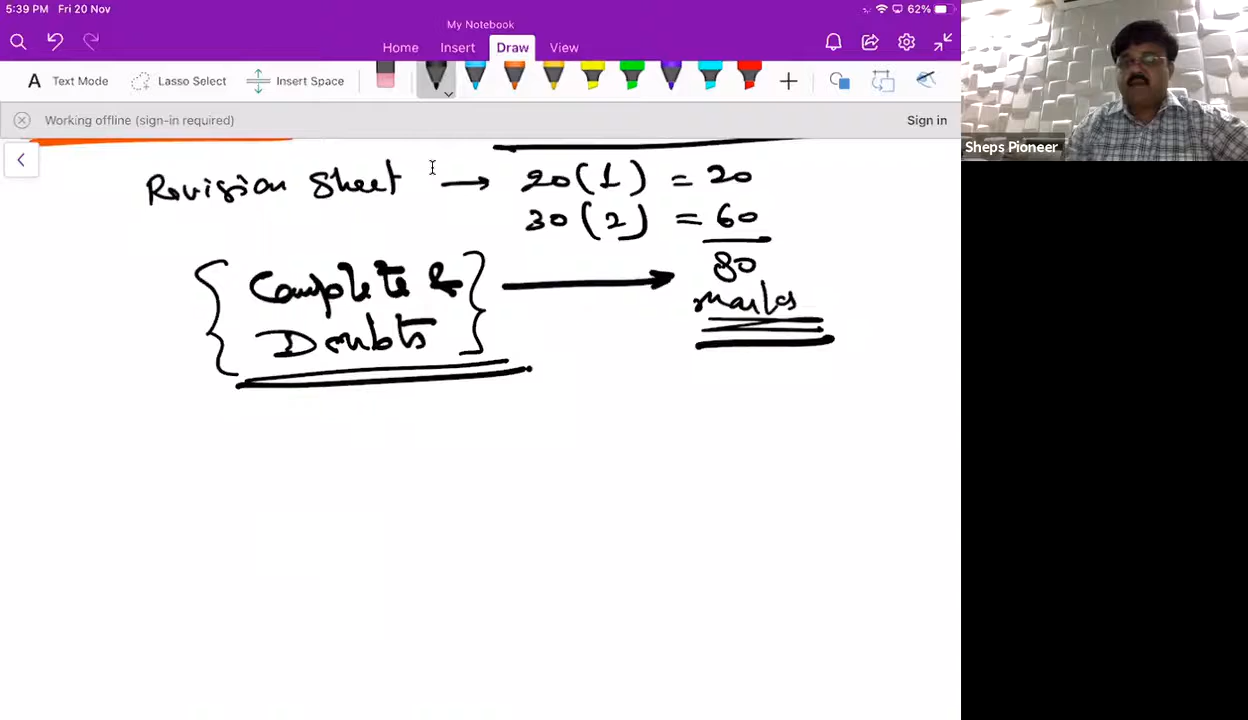 5:39 PM Fri 20 Nov
62%
My Notebook
Home Insert Draw View
A Text Mode Lasso Select Insert Space
Working offline (sign-in required) Sign in
Sheps Pioneer
Revision Sheet → 20(1) = 20
30(2) = 60
80
marks
{ Complete &
Doubts }